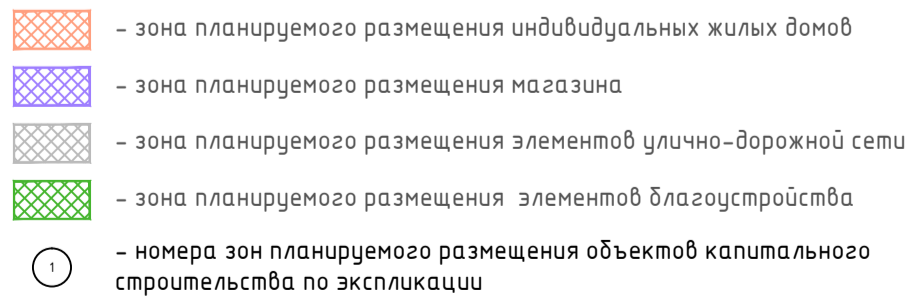 - зона планируемого размещения индивидуальных жилых домов
- зона планируемого размещения магазина
- зона планируемого размещения элементов улично-дорожной сети
- зона планируемого размещения элементов благоустройства
1
- номера зон планируемого размещения объектов капитального
строительства по экспликации